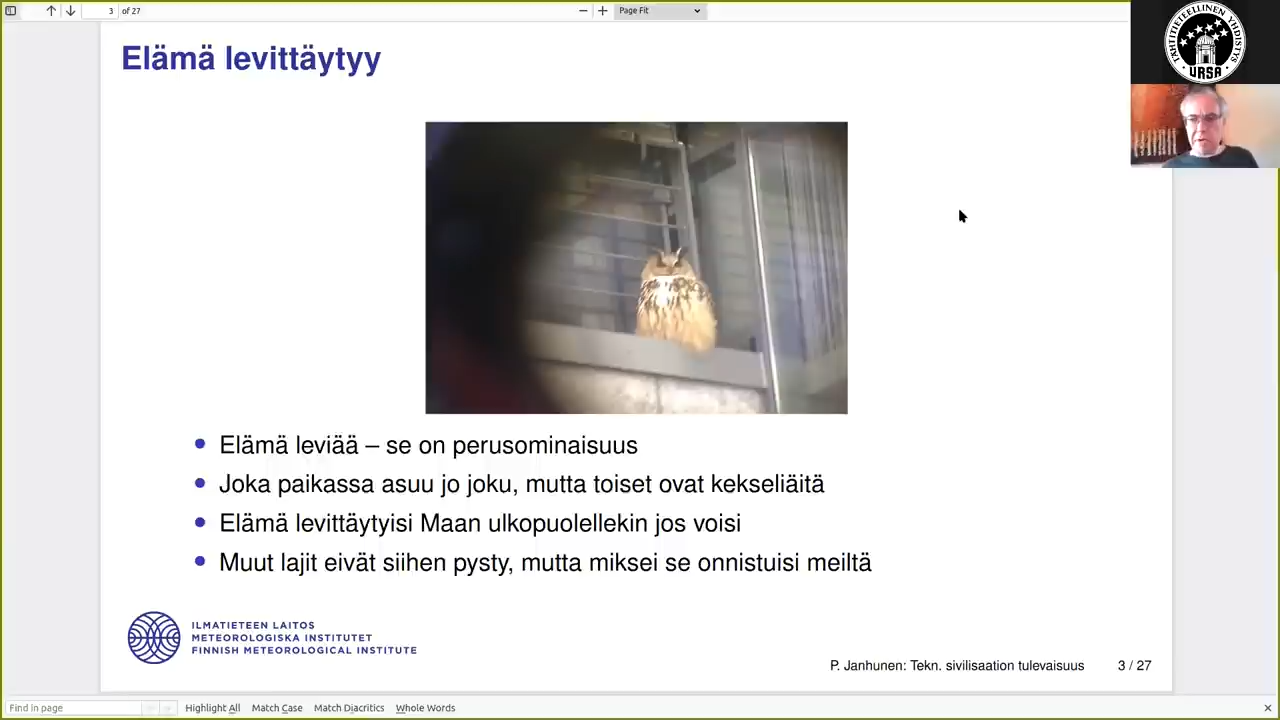 3 of 27
Page Fit
Elämä levittäytyy
TÄHTITIETEELLINEN YHDISTYS
URSA
Elämä leviää – se on perusominaisuus
Joka paikassa asuu jo joku, mutta toiset ovat kekseliäitä
Elämä levittäytyisi Maan ulkopuolellekin jos voisi
Muut lajit eivät siihen pysty, mutta miksei se onnistuisi meiltä
ILMATIETEEN LAITOS
METEOROLOGISKA INSTITUTET
FINNISH METEOROLOGICAL INSTITUTE
P. Janhunen: Tekn. sivilisaation tulevaisuus 3 / 27
Find in page Highlight All Match Case Match Diacritics Whole Words